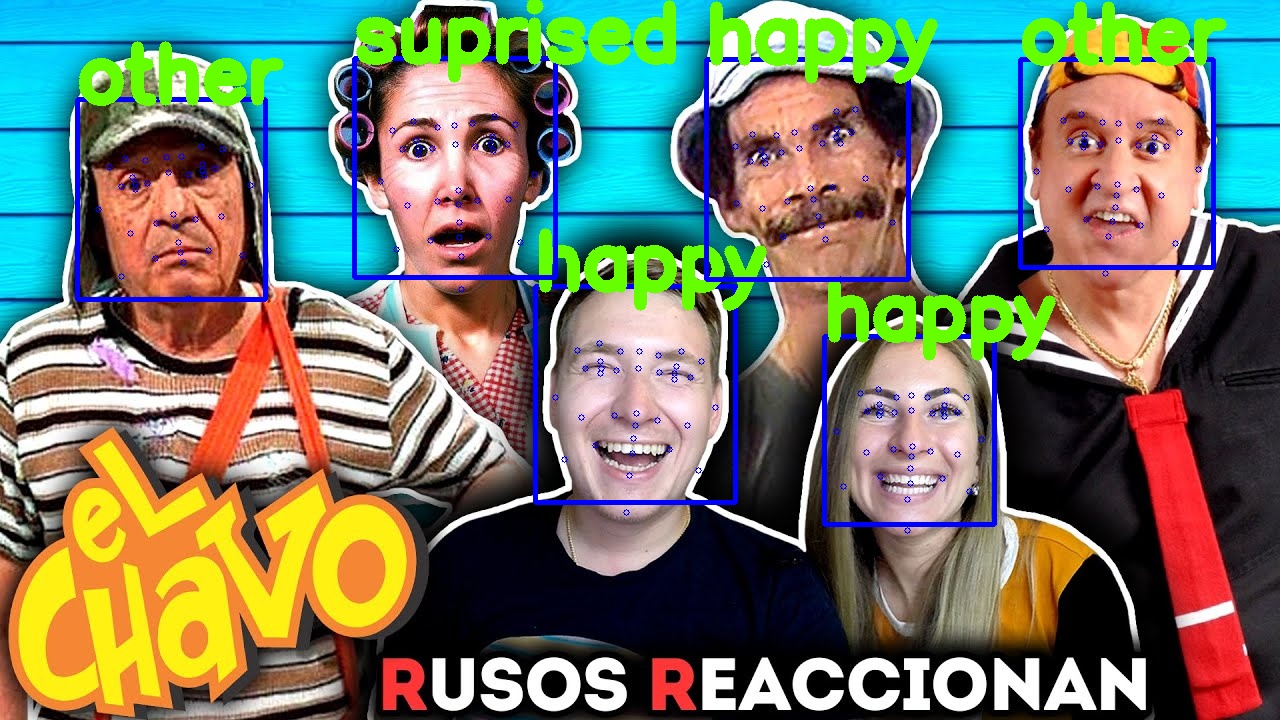 other
suprised
happy
other
happy
happy
eL
CHaVO
RUSOS REACCIONAN